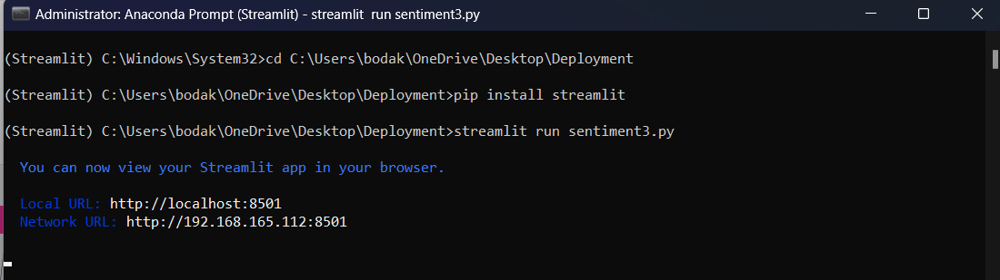 Administrator: Anaconda Prompt (Streamlit) - streamlit  run sentiment3.py
(Streamlit) C:\Windows\System32>cd C:\Users\bodak\OneDrive\Desktop\Deployment
(Streamlit) C:\Users\bodak\OneDrive\Desktop\Deployment>pip install streamlit
(Streamlit) C:\Users\bodak\OneDrive\Desktop\Deployment>streamlit run sentiment3.py
You can now view your Streamlit app in your browser.
Local URL: http://localhost:8501
Network URL: http://192.168.165.112:8501